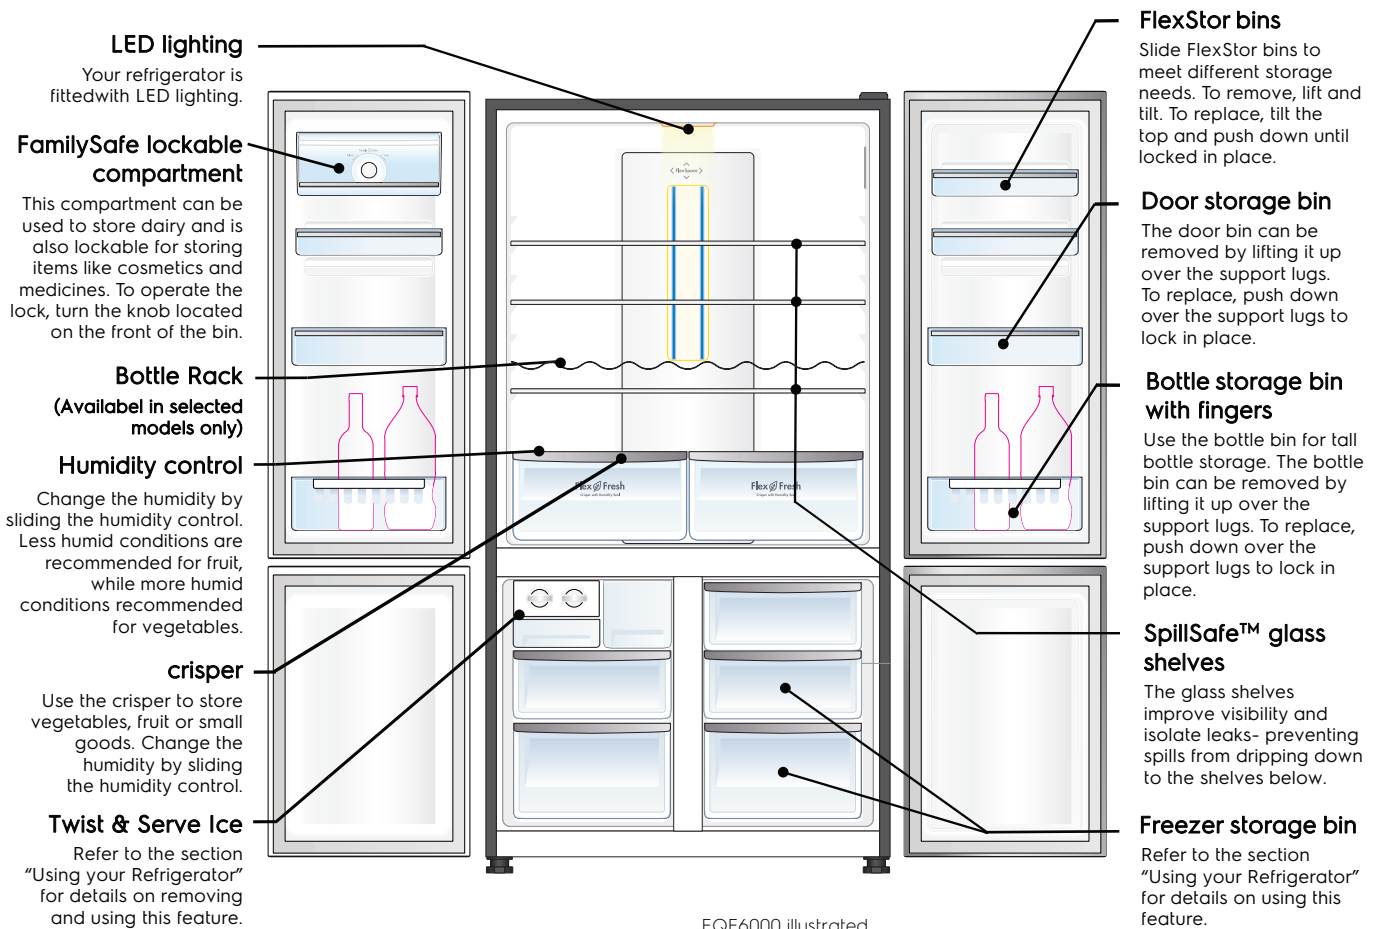 LED lighting
Your refrigerator is
fittedwith LED lighting.
FamilySafe lockable
compartment
This compartment can be
used to store dairy and is
also lockable for storing
items like cosmetics and
medicines. To operate the
lock, turn the knob located
on the front of the bin.
Bottle Rack
(Availabel in selected
models only)
Humidity control
Change the humidity by
sliding the humidity control.
Less humid conditions are
recommended for fruit,
while more humid
conditions recommended
for vegetables.
crisper
Use the crisper to store
vegetables, fruit or small
goods. Change the
humidity by sliding
the humidity control.
Twist & Serve Ice
Refer to the section
“Using your Refrigerator”
for details on removing
and using this feature.
FlexSpace
Flex Fresh
Crisper with Humidity Seal
Flex Fresh
Crisper with Humidity Seal
EQE6000 illustrated
FlexStor bins
Slide FlexStor bins to
meet different storage
needs. To remove, lift and
tilt. To replace, tilt the
top and push down until
locked in place.
Door storage bin
The door bin can be
removed by lifting it up
over the support lugs.
To replace, push down
over the support lugs to
lock in place.
Bottle storage bin
with fingers
Use the bottle bin for tall
bottle storage. The bottle
bin can be removed by
lifting it up over the
support lugs. To replace,
push down over the
support lugs to lock in
place.
SpillSafe™ glass
shelves
The glass shelves
improve visibility and
isolate leaks- preventing
spills from dripping down
to the shelves below.
Freezer storage bin
Refer to the section
“Using your Refrigerator”
for details on using this
feature.